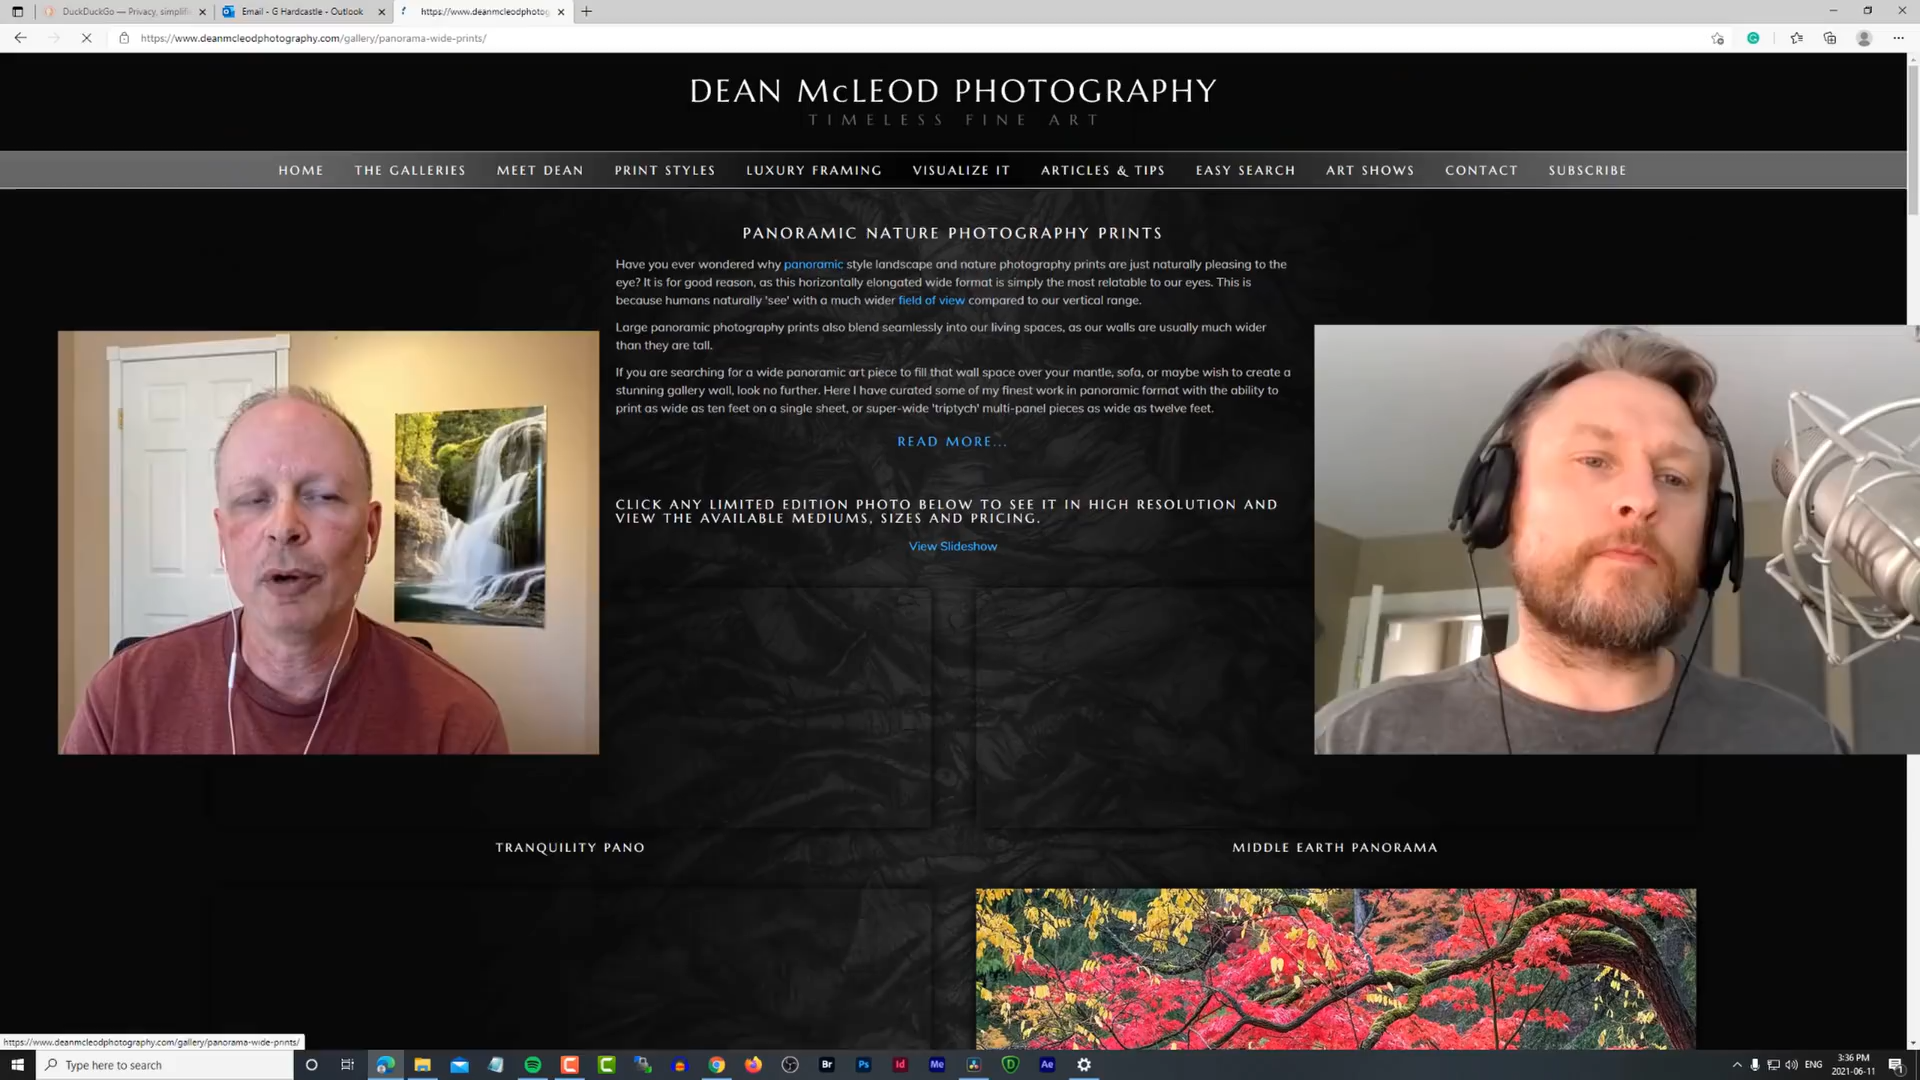 DuckDuckGo — Privacy, simplifi
Email - G Hardcastle - Outlook
https://www.deanmcleodphotog
https://www.deanmcleodphotography.com/gallery/panorama-wide-prints/
DEAN McLEOD PHOTOGRAPHY
TIMELESS FINE ART
HOME THE GALLERIES MEET DEAN PRINT STYLES LUXURY FRAMING VISUALIZE IT ARTICLES & TIPS EASY SEARCH ART SHOWS CONTACT SUBSCRIBE
PANORAMIC NATURE PHOTOGRAPHY PRINTS
Have you ever wondered why panoramic style landscape and nature photography prints are just naturally pleasing to the
eye? It is for good reason, as this horizontally elongated wide format is simply the most relatable to our eyes. This is
because humans naturally 'see' with a much wider field of view compared to our vertical range.
Large panoramic photography prints also blend seamlessly into our living spaces, as our walls are usually much wider
than they are tall.
If you are searching for a wide panoramic art piece to fill that wall space over your mantle, sofa, or maybe wish to create a
stunning gallery wall, look no further. Here I have curated some of my finest work in panoramic format with the ability to
print as wide as ten feet on a single sheet, or super-wide 'triptych' multi-panel pieces as wide as twelve feet.
READ MORE...
CLICK ANY LIMITED EDITION PHOTO BELOW TO SEE IT IN HIGH RESOLUTION AND
VIEW THE AVAILABLE MEDIUMS, SIZES AND PRICING.
View Slideshow
TRANQUILITY PANO
MIDDLE EARTH PANORAMA
https://www.deanmcleodphotography.com/gallery/panorama-wide-prints/
Type here to search
Br
Ps
Id
Me
Ae
ENG
3:36 PM
2021-06-11